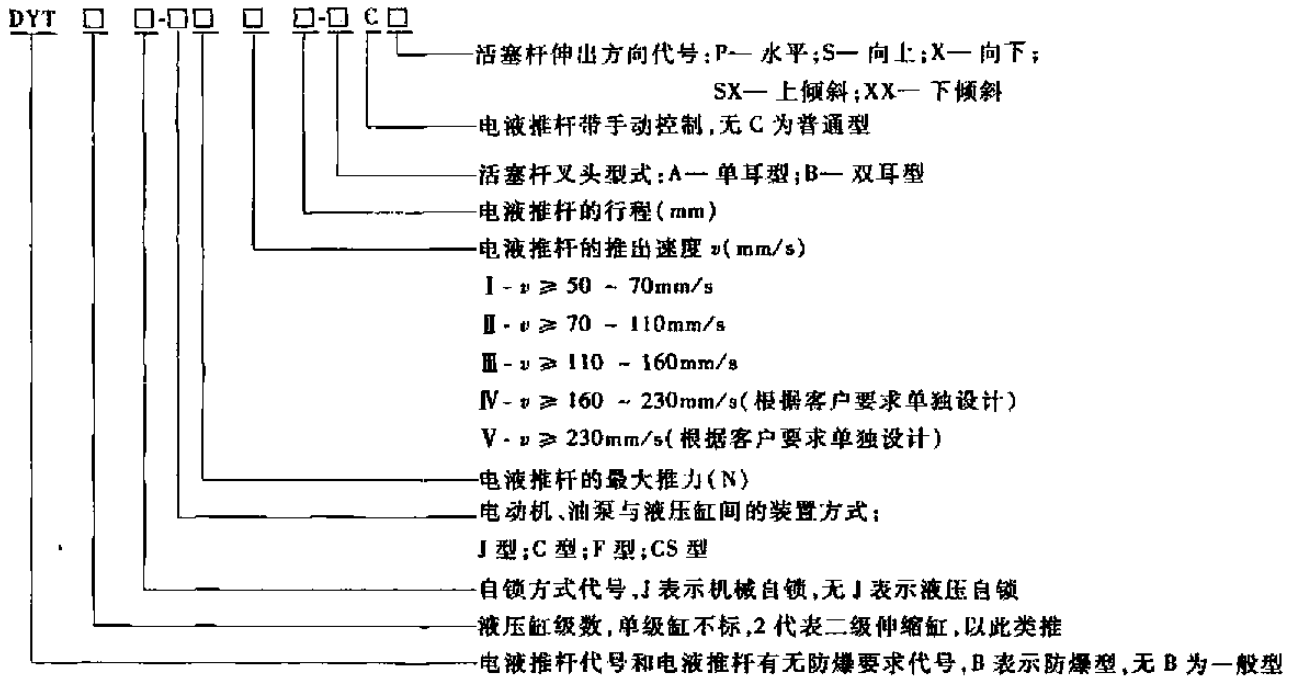 DYT □ □-□□ □ □-□ C □
活塞杆伸出方向代号:P— 水平;S— 向上;X— 向下;
SX— 上倾斜;XX— 下倾斜
电液推杆带手动控制,无 C 为普通型
活塞杆叉头型式:A— 单耳型;B— 双耳型
电液推杆的行程(mm)
电液推杆的推出速度 v(mm/s)
Ⅰ- v ≥ 50 ~ 70mm/s
Ⅱ- v ≥ 70 ~ 110mm/s
Ⅲ- v ≥ 110 ~ 160mm/s
Ⅳ- v ≥ 160 ~ 230mm/s(根据客户要求单独设计)
Ⅴ- v ≥ 230mm/s(根据客户要求单独设计)
电液推杆的最大推力(N)
电动机、油泵与液压缸间的装置方式;
J 型;C 型;F 型;CS 型
自锁方式代号,J 表示机械自锁,无 J 表示液压自锁
液压缸级数,单级缸不标,2 代表二级伸缩缸,以此类推
电液推杆代号和电液推杆有无防爆要求代号,B 表示防爆型,无 B 为一般型